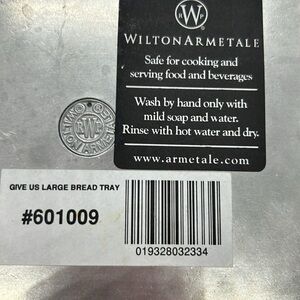 W
R P
®
WILTONARMETALE
Safe for cooking and
serving food and beverages
Wash by hand only with
mild soap and water.
Rinse with hot water and dry.
www.armetale.com
RWP
GIVE US LARGE BREAD TRAY
#601009
019328032334